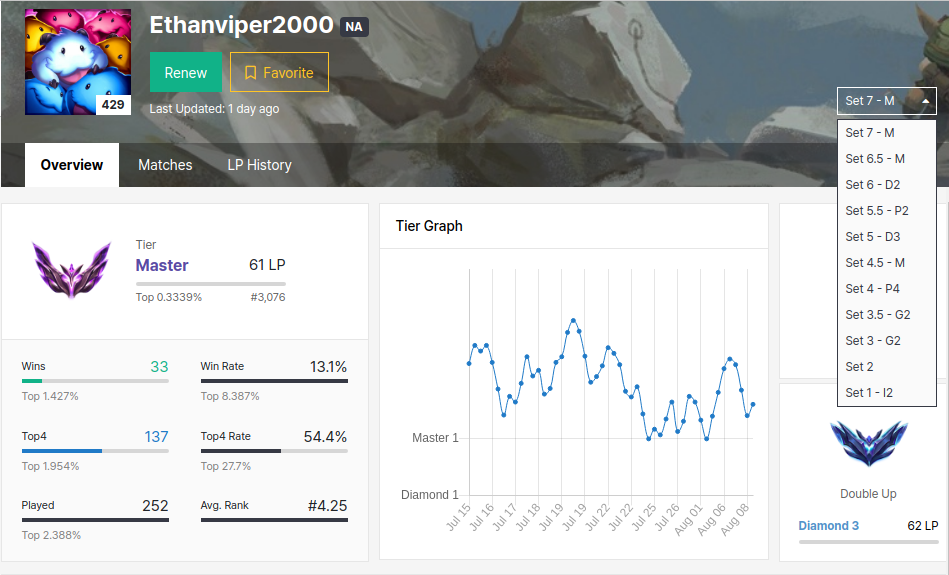 Ethanviper2000 NA
Renew
Favorite
Last Updated: 1 day ago
429
Overview
Matches
LP History
Set 7 - M
Set 7 - M
Set 6.5 - M
Set 6 - D2
Set 5.5 - P2
Set 5 - D3
Set 4.5 - M
Set 4 - P4
Set 3.5 - G2
Set 3 - G2
Set 2
Set 1 - I2
Tier
Master 61 LP
Top 0.3339% #3,076
Wins 33
Top 1.427%
Win Rate 13.1%
Top 8.387%
Top4 137
Top 1.954%
Top4 Rate 54.4%
Top 27.7%
Played 252
Top 2.388%
Avg. Rank #4.25
Tier Graph
Master 1
Diamond 1
Jul 15
Jul 16
Jul 17
Jul 18
Jul 19
Jul 19
Jul 22
Jul 22
Jul 25
Jul 26
Aug 01
Aug 06
Aug 08
Double Up
Diamond 3 62 LP